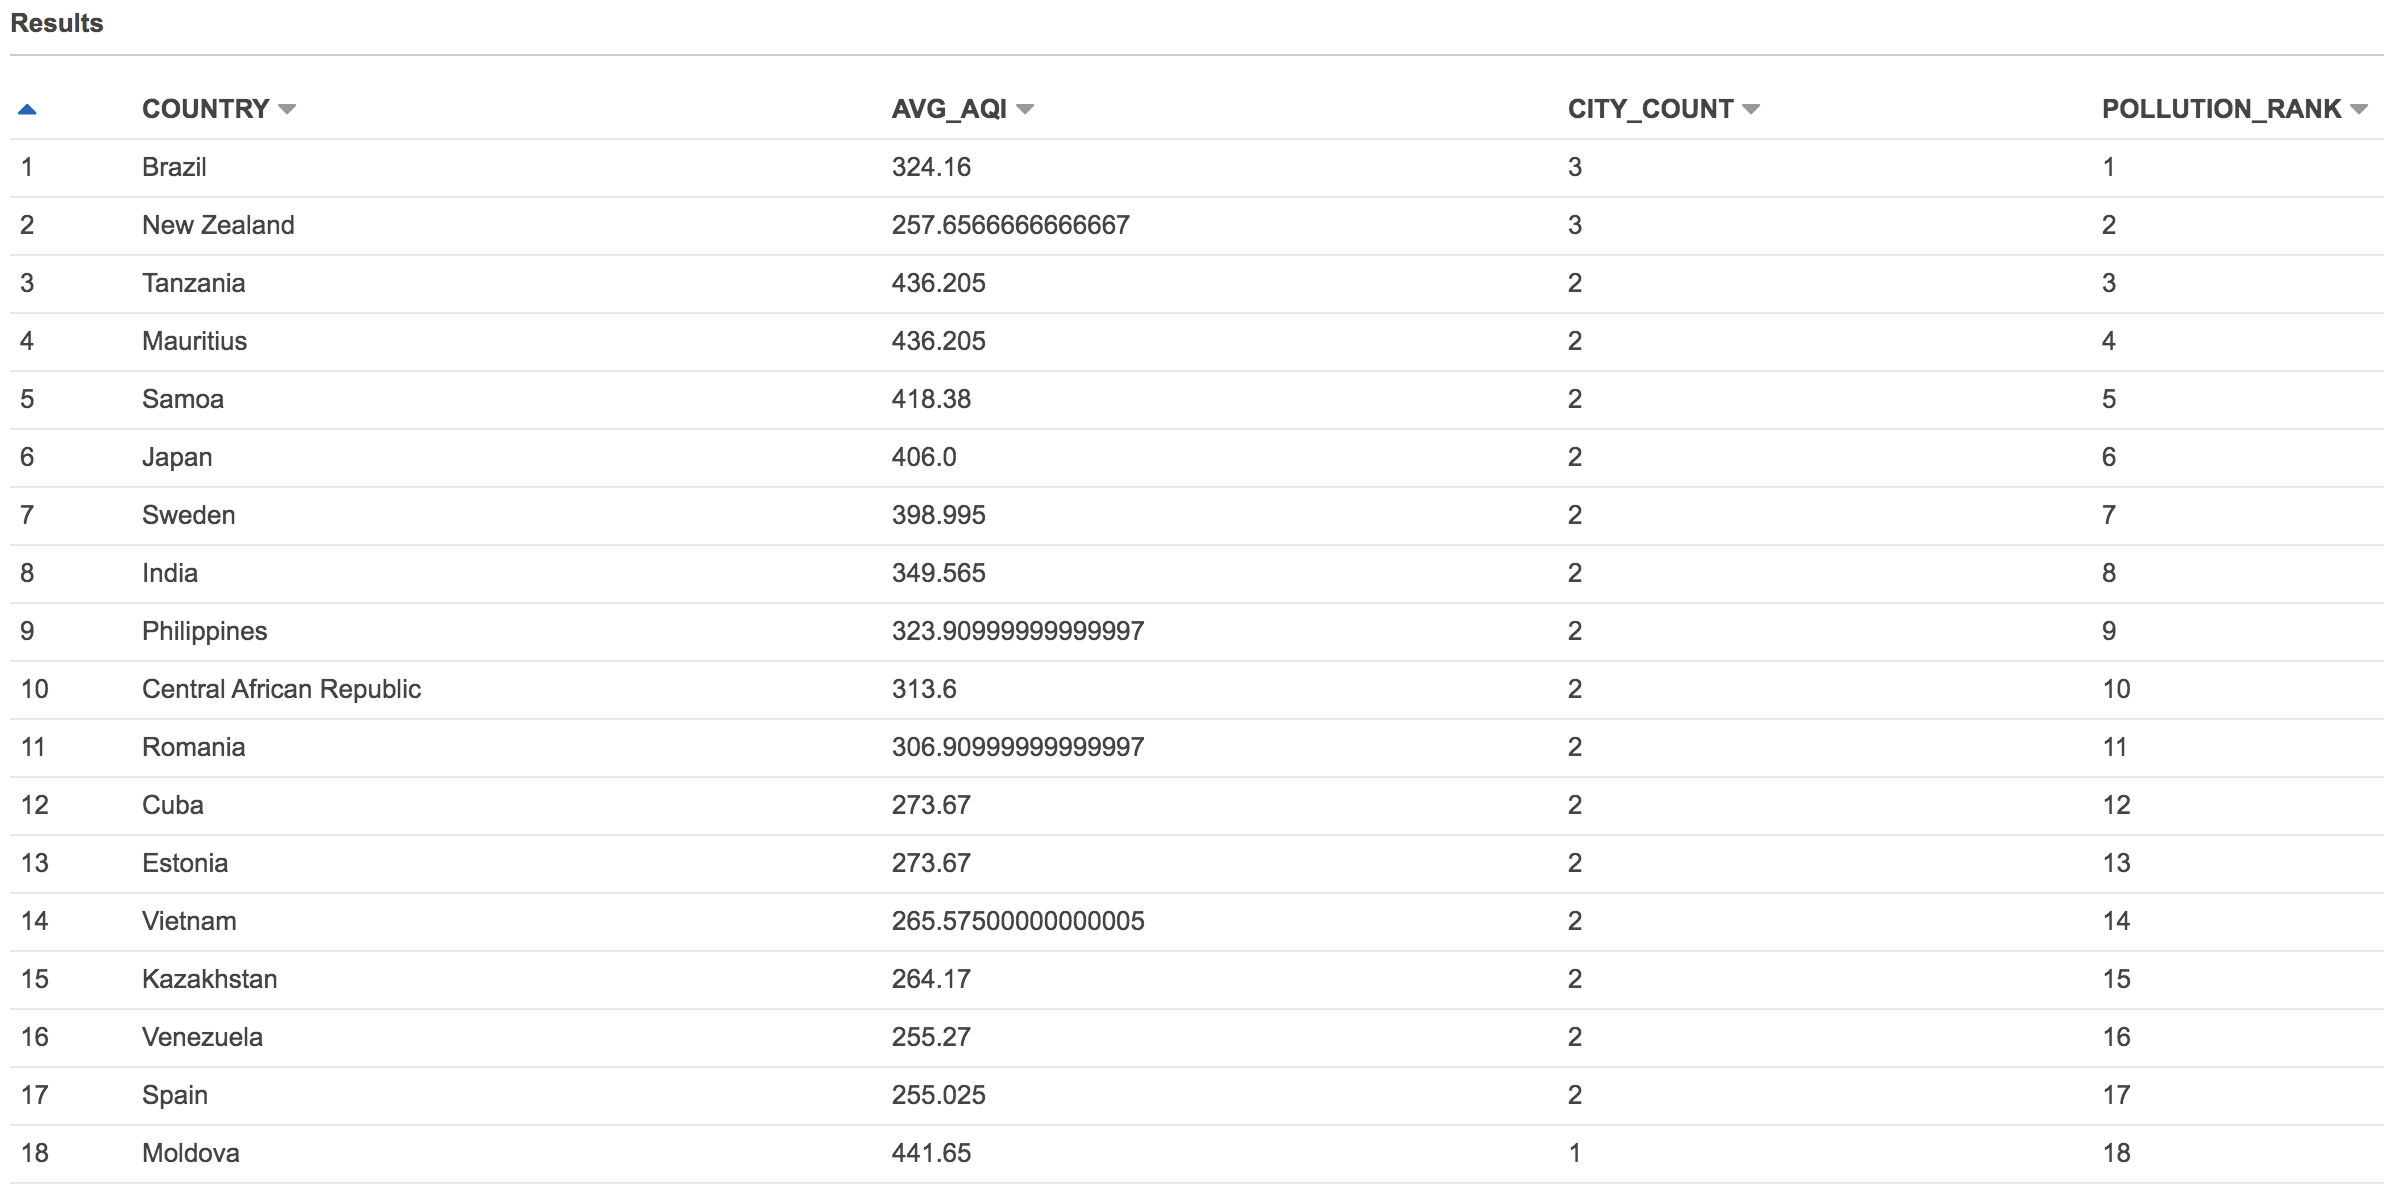 Results
COUNTRY AVG_AQI CITY_COUNT POLLUTION_RANK
1 Brazil 324.16 3 1
2 New Zealand 257.6566666666667 3 2
3 Tanzania 436.205 2 3
4 Mauritius 436.205 2 4
5 Samoa 418.38 2 5
6 Japan 406.0 2 6
7 Sweden 398.995 2 7
8 India 349.565 2 8
9 Philippines 323.90999999999997 2 9
10 Central African Republic 313.6 2 10
11 Romania 306.90999999999997 2 11
12 Cuba 273.67 2 12
13 Estonia 273.67 2 13
14 Vietnam 265.57500000000005 2 14
15 Kazakhstan 264.17 2 15
16 Venezuela 255.27 2 16
17 Spain 255.025 2 17
18 Moldova 441.65 1 18